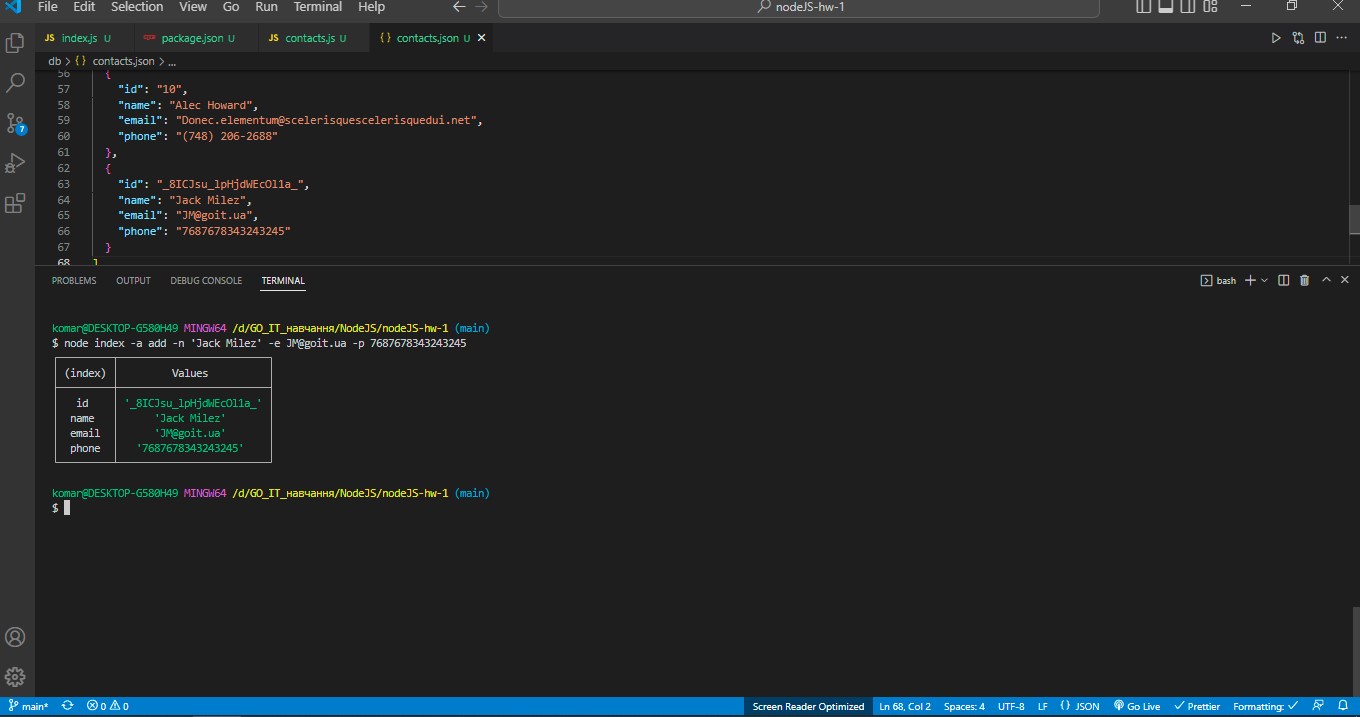 File Edit Selection View Go Run Terminal Help
nodeJS-hw-1
JS index.js U
package.json U
JS contacts.js U
{} contacts.json U
db > {} contacts.json > ...
56 {
57 "id": "10",
58 "name": "Alec Howard",
59 "email": "Donec.elementum@scelerisquescelerisquedui.net",
60 "phone": "(748) 206-2688"
61 },
62 {
63 "id": "_8ICJsu_lpHjdWEcOl1a_",
64 "name": "Jack Milez",
65 "email": "JM@goit.ua",
66 "phone": "7687678343243245"
67 }
68 ]
7
PROBLEMS OUTPUT DEBUG CONSOLE TERMINAL
bash
komar@DESKTOP-G580H49 MINGW64 /d/GO_IT_навчання/NodeJS/nodeJS-hw-1 (main)
$ node index -a add -n 'Jack Milez' -e JM@goit.ua -p 7687678343243245
(index) Values
id '_8ICJsu_lpHjdWEcOl1a_'
name 'Jack Milez'
email 'JM@goit.ua'
phone '7687678343243245'
komar@DESKTOP-G580H49 MINGW64 /d/GO_IT_навчання/NodeJS/nodeJS-hw-1 (main)
$
main* 0 0 Screen Reader Optimized Ln 68, Col 2 Spaces: 4 UTF-8 LF {} JSON Go Live Prettier Formatting: